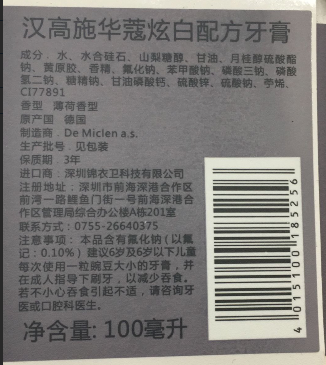 汉高施华蔻炫白配方牙膏
成分：水、水合硅石、山梨糖醇、甘油、月桂醇硫酸酯
钠、黄原胶、香精、氟化钠、苯甲酸钠、磷酸三钠、磷酸
氢二钠、糖精钠、甘油磷酸钙、硫酸锌、硫酸钠、苧烯、
CI77891
香型：薄荷香型
原产国：德国
制造商：De Miclen a.s.
生产批号：见包装
保质期：3年
进口商：深圳锦衣卫科技有限公司
注册地址：深圳市前海深港合作区
前湾一路鲤鱼门街一号前海深港合
作区管理局综合办公楼A栋201室
联系方式：0755-26640375
注意事项：本品含有氟化钠（以氟
记：0.10%）建议6岁及6岁以下儿童
每次使用一粒豌豆大小的牙膏，并
在成人指导下刷牙，以减少吞食。
若不小心吞食引起不适，请咨询牙
医或口腔科医生。
净含量: 100毫升
4 015100 185256